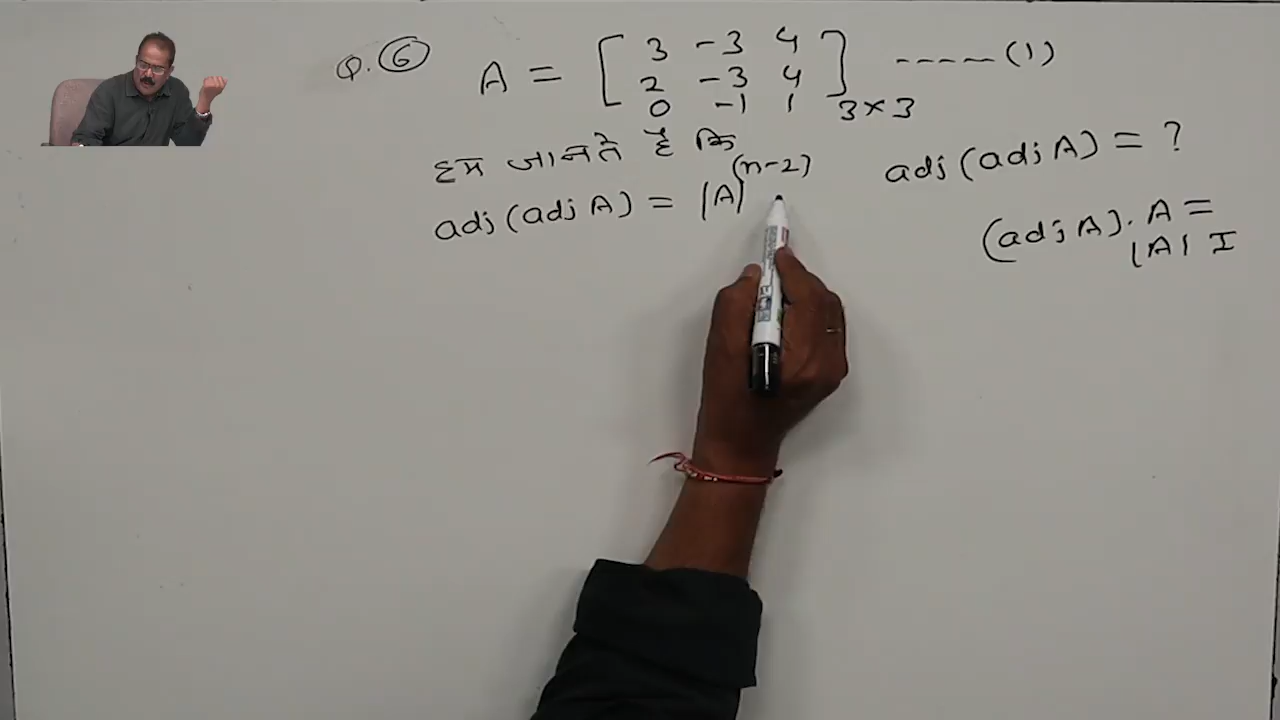 Q. 6 A = [ 3 -3 4
2 -3 4
0 -1 1 ] 3×3 -----(1)
हम जानते है कि
adj(adj A) = |A| (n-2)
adj(adj A) = ?
(adj A). A =
|A| I